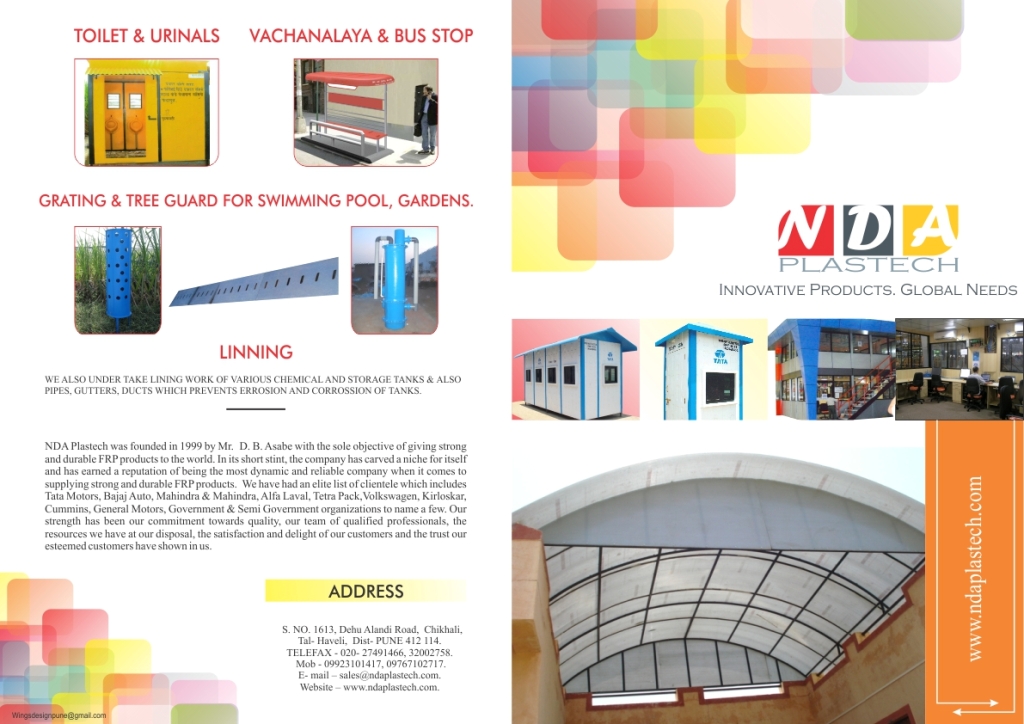 TOILET & URINALS
VACHANALAYA & BUS STOP
GRATING & TREE GUARD FOR SWIMMING POOL, GARDENS.
LINNING
WE ALSO UNDER TAKE LINING WORK OF VARIOUS CHEMICAL AND STORAGE TANKS & ALSO
PIPES, GUTTERS, DUCTS WHICH PREVENTS ERROSION AND CORROSSION OF TANKS.
NDA Plastech was founded in 1999 by Mr. D. B. Asabe with the sole objective of giving strong
and durable FRP products to the world. In its short stint, the company has carved a niche for itself
and has earned a reputation of being the most dynamic and reliable company when it comes to
supplying strong and durable FRP products. We have had an elite list of clientele which includes
Tata Motors, Bajaj Auto, Mahindra & Mahindra, Alfa Laval, Tetra Pack,Volkswagen, Kirloskar,
Cummins, General Motors, Government & Semi Government organizations to name a few. Our
strength has been our commitment towards quality, our team of qualified professionals, the
resources we have at our disposal, the satisfaction and delight of our customers and the trust our
esteemed customers have shown in us.
ADDRESS
S. NO. 1613, Dehu Alandi Road, Chikhali,
Tal- Haveli, Dist- PUNE 412 114.
TELEFAX - 020- 27491466, 32002758.
Mob - 09923101417, 09767102717.
E- mail – sales@ndaplastech.com.
Website – www.ndaplastech.com.
Wingsdesignpune@gmail.com
NDA
PLASTECH
Innovative Products. Global Needs
TATA
www.ndaplastech.com